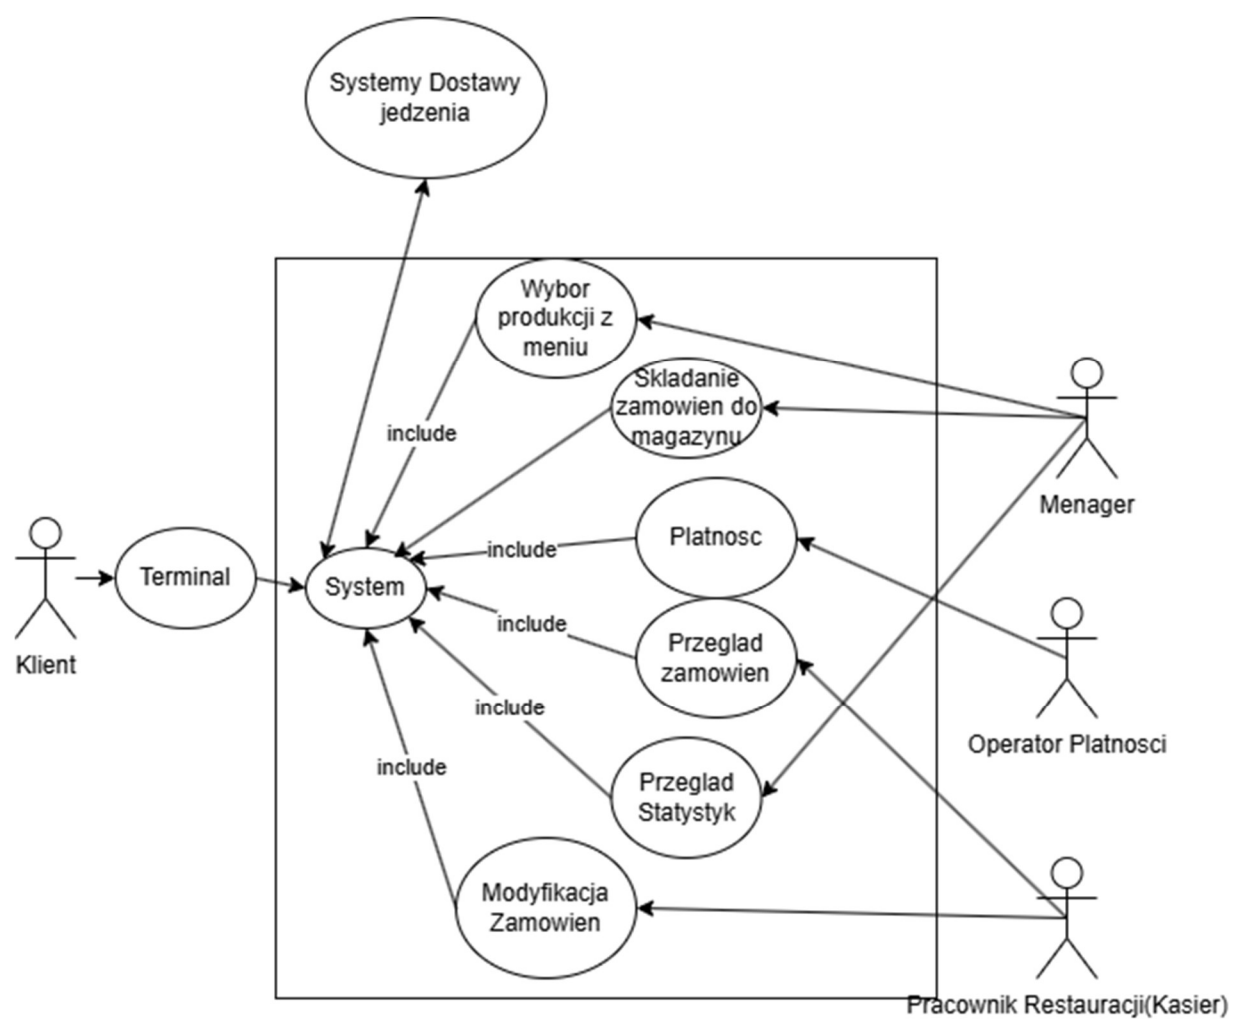 Systemy Dostawy
jedzenia
Wybor
produkcji z
meniu
Skladanie
zamowien do
magazynu
include
Menager
Platnosc
include
Terminal
System
Klient
include
Przeglad
zamowien
include
Operator Platnosci
include
Przeglad
Statystyk
Modyfikacja
Zamowien
Pracownik Restauracji(Kasier)